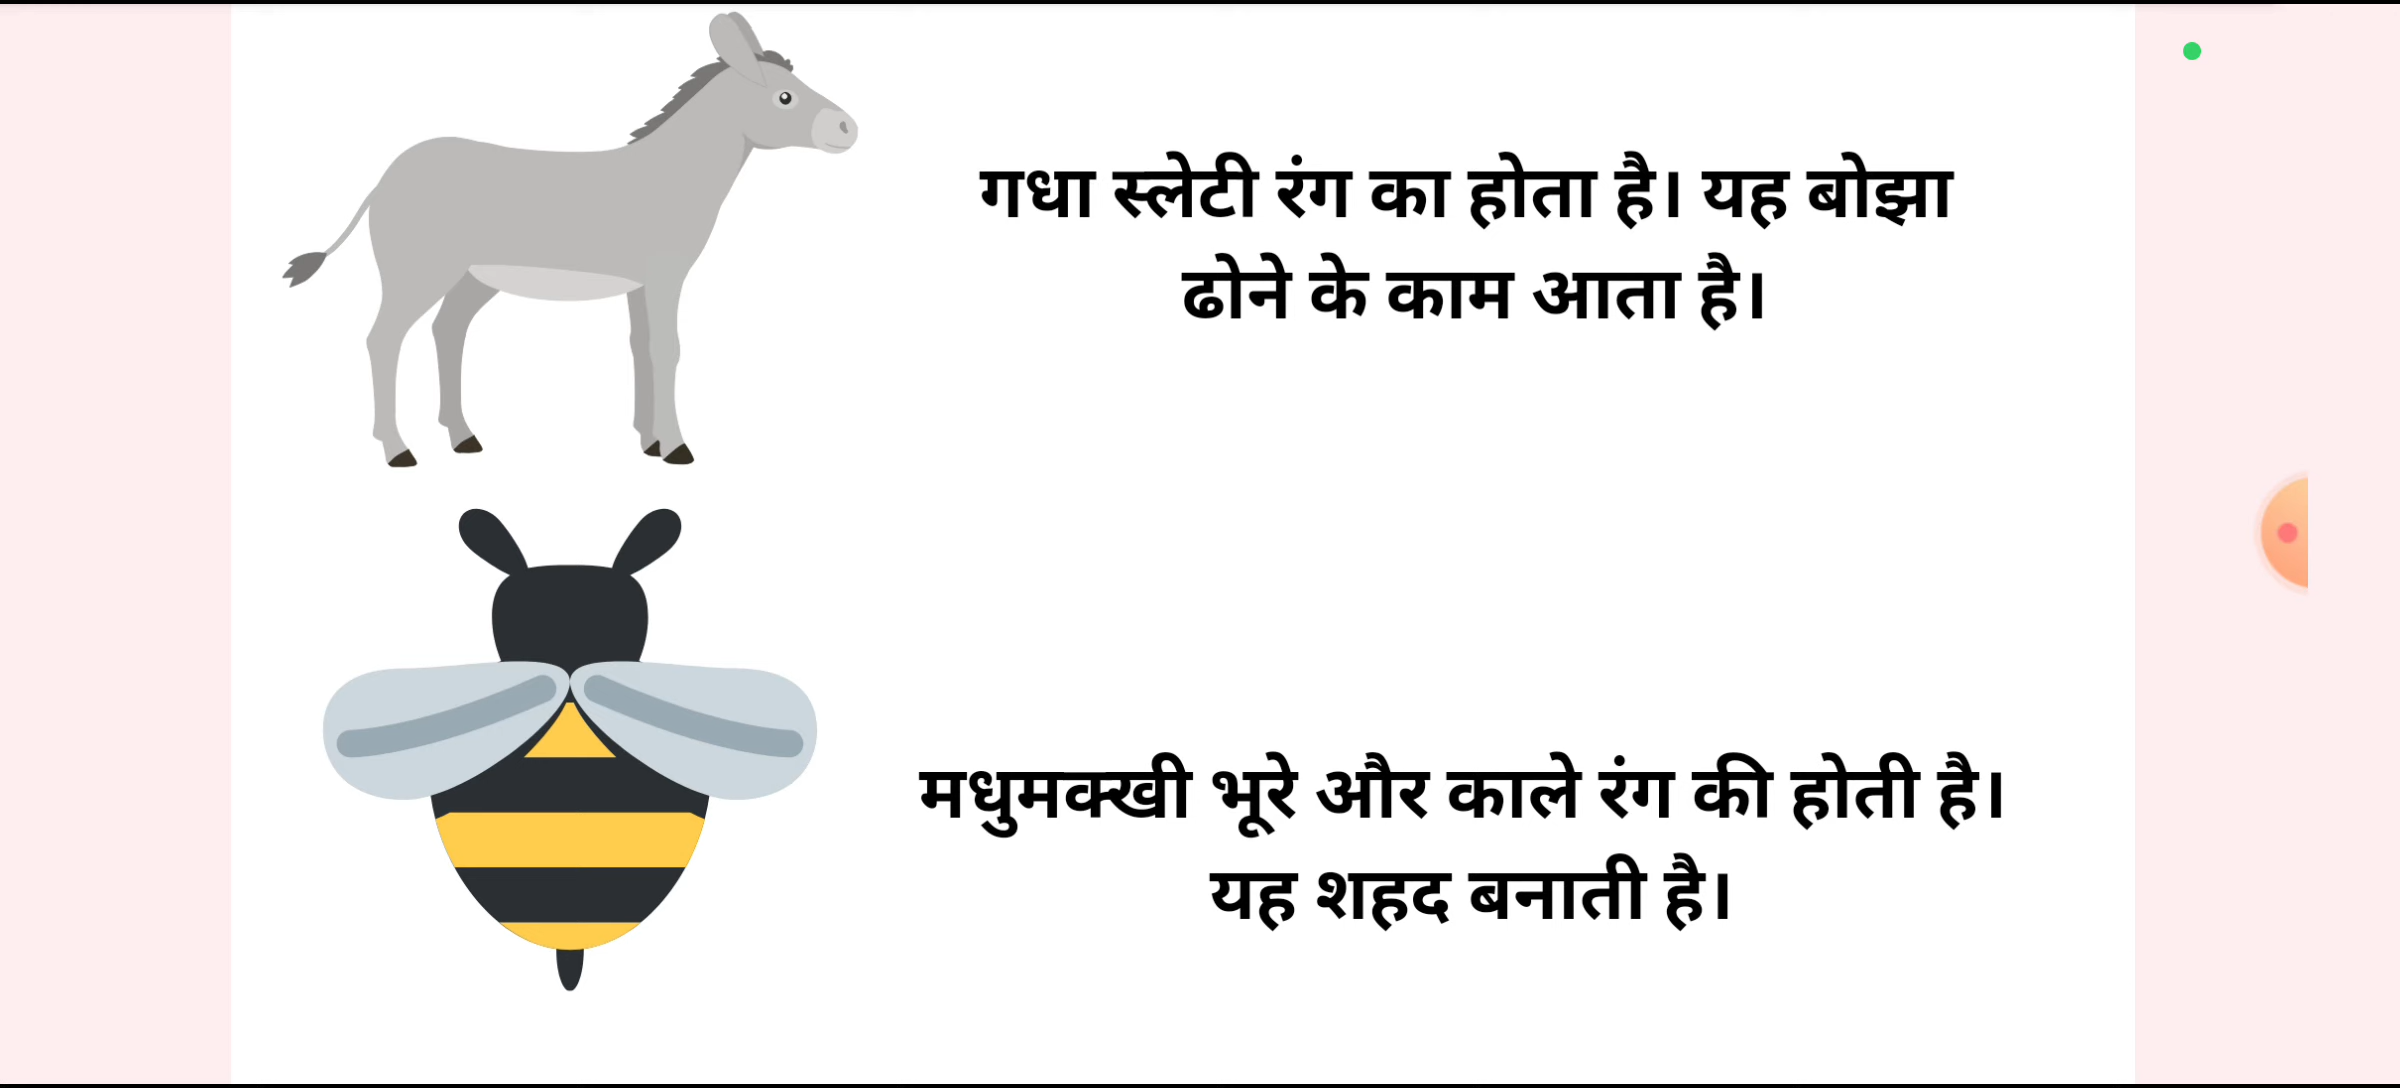 गधा स्लेटी रंग का होता है। यह बोझा
ढोने के काम आता है।
मधुमक्खी भूरे और काले रंग की होती है।
यह शहद बनाती है।